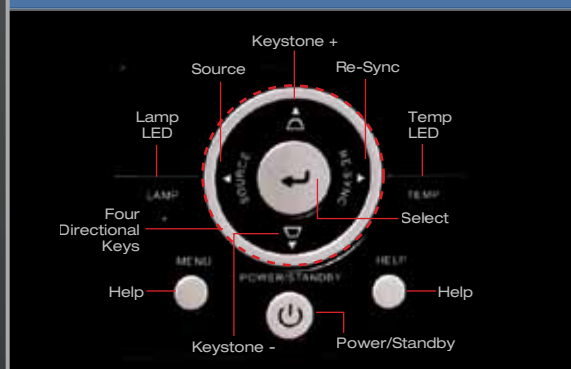 Keystone +
Source
Re-Sync
Lamp
LED
Temp
LED
SOURCE
RE-SYNC
LAMP
TEMP
Four
Directional
Keys
Select
MENU
HELP
POWER/STANDBY
Help
Help
Keystone -
Power/Standby